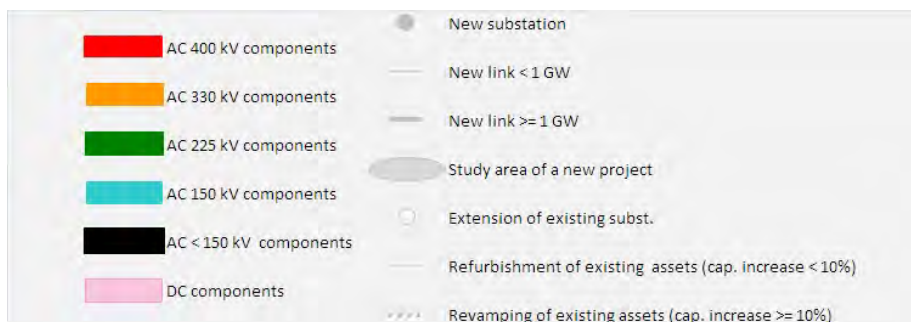 AC 400 kV components
AC 330 kV components
AC 225 kV components
AC 150 kV components
AC < 150 kV components
DC components
New substation
New link < 1 GW
New link >= 1 GW
Study area of a new project
Extension of existing subst.
Refurbishment of existing assets (cap. increase < 10%)
Revamping of existing assets (cap. increase >= 10%)